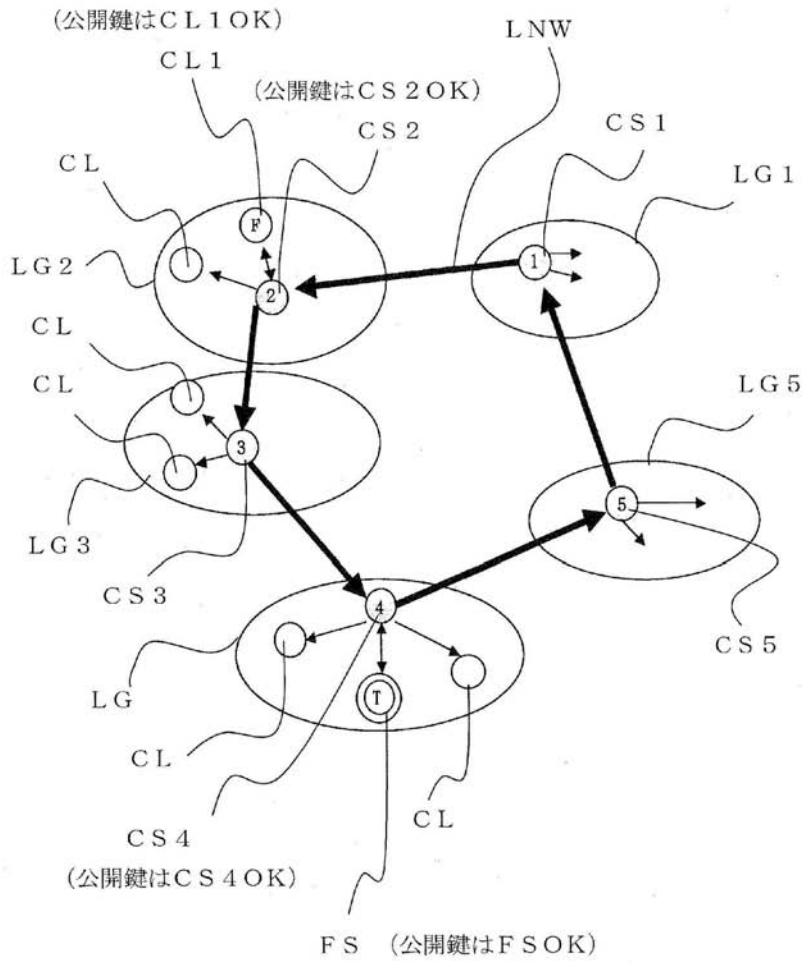 (公開鍵はCL1OK)
LNW
CL1
(公開鍵はCS2OK)
CS2
CS1
CL
LG1
F
LG2
1
2
CL
CL
LG5
3
5
LG3
CS3
4
CS5
LG
T
CL
CL
CS4
(公開鍵はCS4OK)
FS (公開鍵はFSOK)